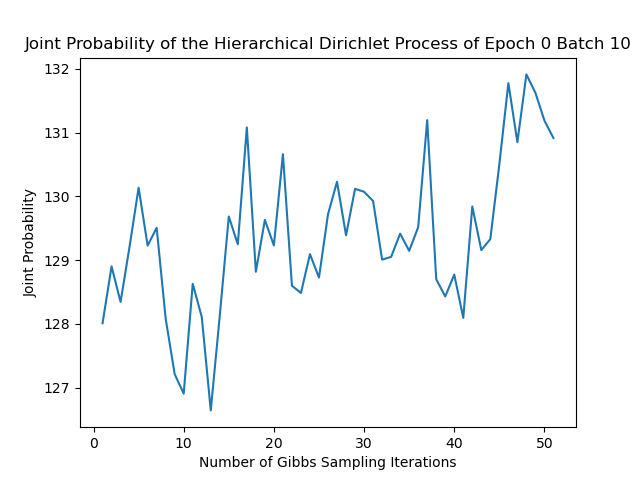 Joint Probability of the Hierarchical Dirichlet Process of Epoch 0 Batch 10
132
131
130
129
128
127
Joint Probability
0 10 20 30 40 50
Number of Gibbs Sampling Iterations